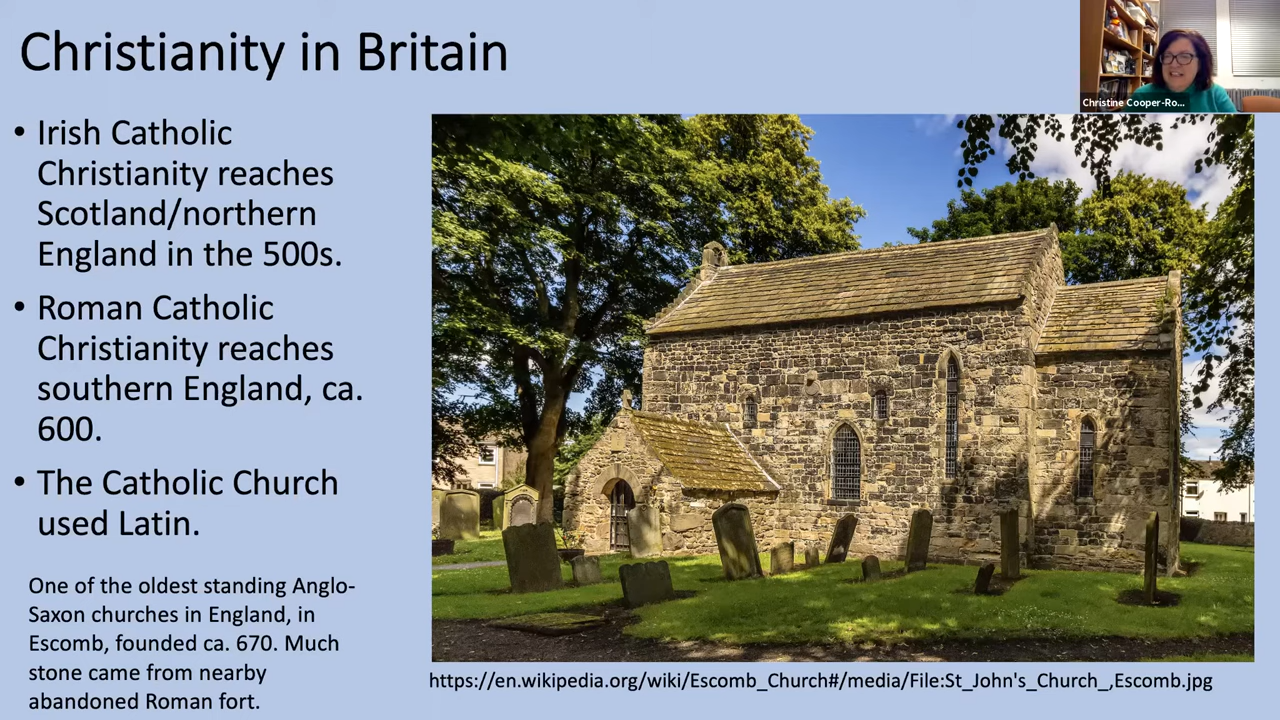 Christianity in Britain
Christine Cooper-Ro...
• Irish Catholic
Christianity reaches
Scotland/northern
England in the 500s.
• Roman Catholic
Christianity reaches
southern England, ca.
600.
• The Catholic Church
used Latin.
One of the oldest standing Anglo-
Saxon churches in England, in
Escomb, founded ca. 670. Much
stone came from nearby
abandoned Roman fort.
https://en.wikipedia.org/wiki/Escomb_Church#/media/File:St_John's_Church_,Escomb.jpg